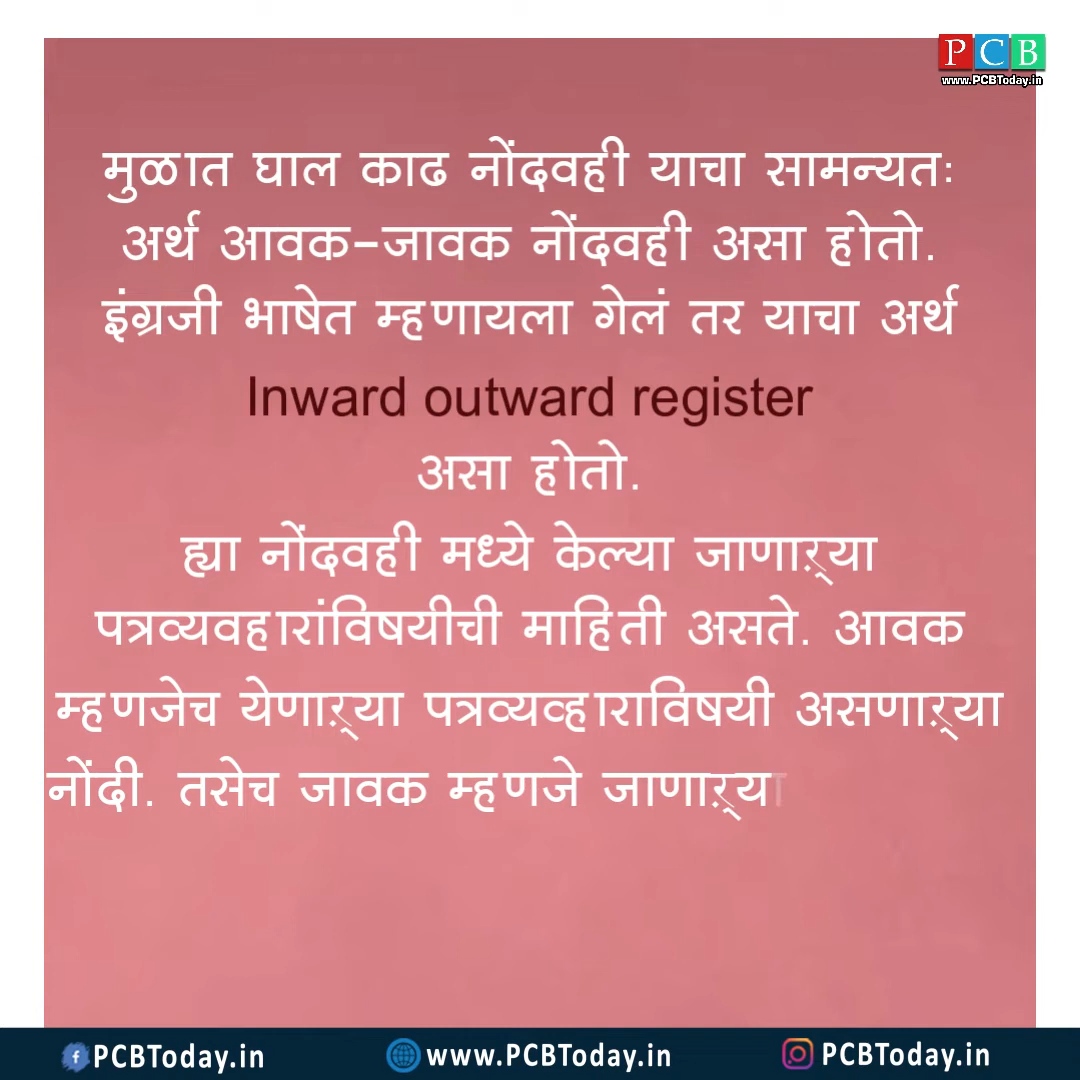 PCB
www.PCBToday.in
मुळात घाल काढ नोंदवही याचा सामन्यतः
अर्थ आवक-जावक नोंदवही असा होतो.
इंग्रजी भाषेत म्हणायला गेलं तर याचा अर्थ
Inward outward register
असा होतो.
ह्या नोंदवही मध्ये केल्या जाणाऱ्या
पत्रव्यवहारांविषयीची माहिती असते. आवक
म्हणजेच येणाऱ्या पत्रव्यव्हाराविषयी असणाऱ्या
नोंदी. तसेच जावक म्हणजे जाणाऱ्या
PCBToday.in www.PCBToday.in PCBToday.in